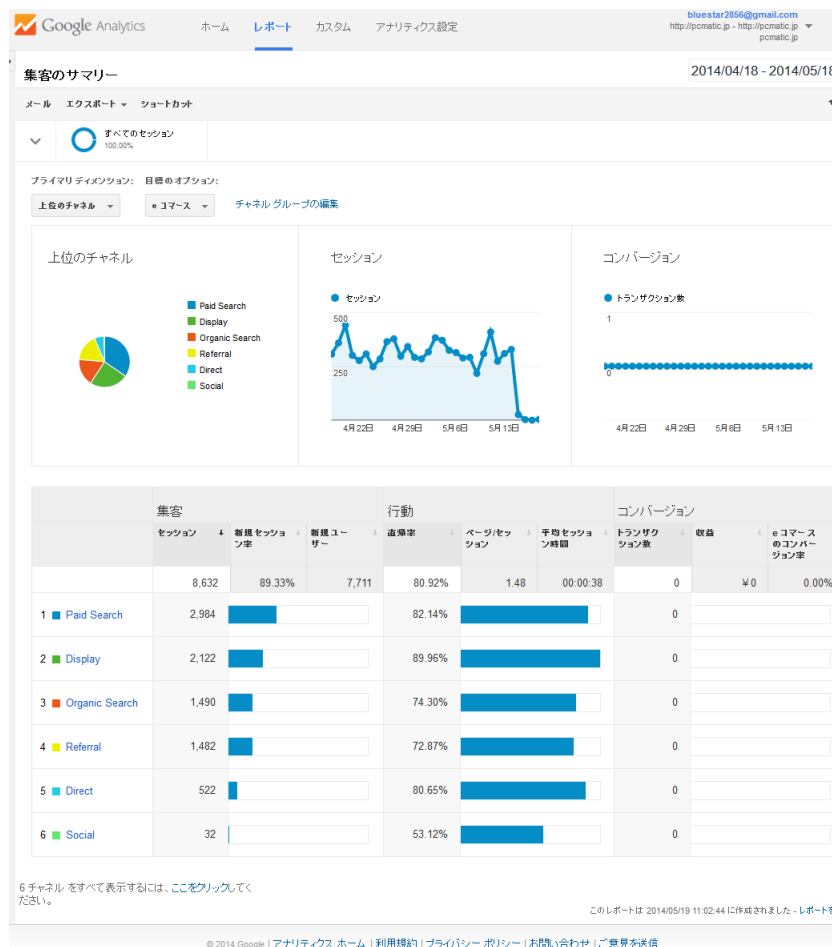 Google Analytics
ホーム レポート カスタム アナリティクス設定
bluestar2856@gmail.com
http://pcmatic.jp - http://pcmatic.jp
pcmatic.jp
集客のサマリー
2014/04/18 - 2014/05/18
メール エクスポート ショートカット
すべてのセッション
100.00%
プライマリ ディメンション: 目標のオプション:
上位のチャネル eコマース チャネル グループの編集
上位のチャネル
Paid Search
Display
Organic Search
Referral
Direct
Social
セッション
セッション
500
250
4月22日 4月29日 5月6日 5月13日
コンバージョン
トランザクション数
1
0
4月22日 4月29日 5月6日 5月13日
集客 行動 コンバージョン
セッション 新規セッション率 新規ユーザー 直帰率 ページ/セッション 平均セッション時間 トランザクション数 収益 eコマースのコンバージョン率
8,632 89.33% 7,711 80.92% 1.48 00:00:38 0 ¥0 0.00%
1 Paid Search 2,984 82.14% 0
2 Display 2,122 89.96% 0
3 Organic Search 1,490 74.30% 0
4 Referral 1,482 72.87% 0
5 Direct 522 80.65% 0
6 Social 32 53.12% 0
6 チャネル をすべて表示するには、ここをクリックしてく
ださい。
このレポートは 2014/05/19 11:02:44 に作成されました - レポートを
© 2014 Google | アナリティクス ホーム | 利用規約 | プライバシー ポリシー | お問い合わせ | ご意見を送信